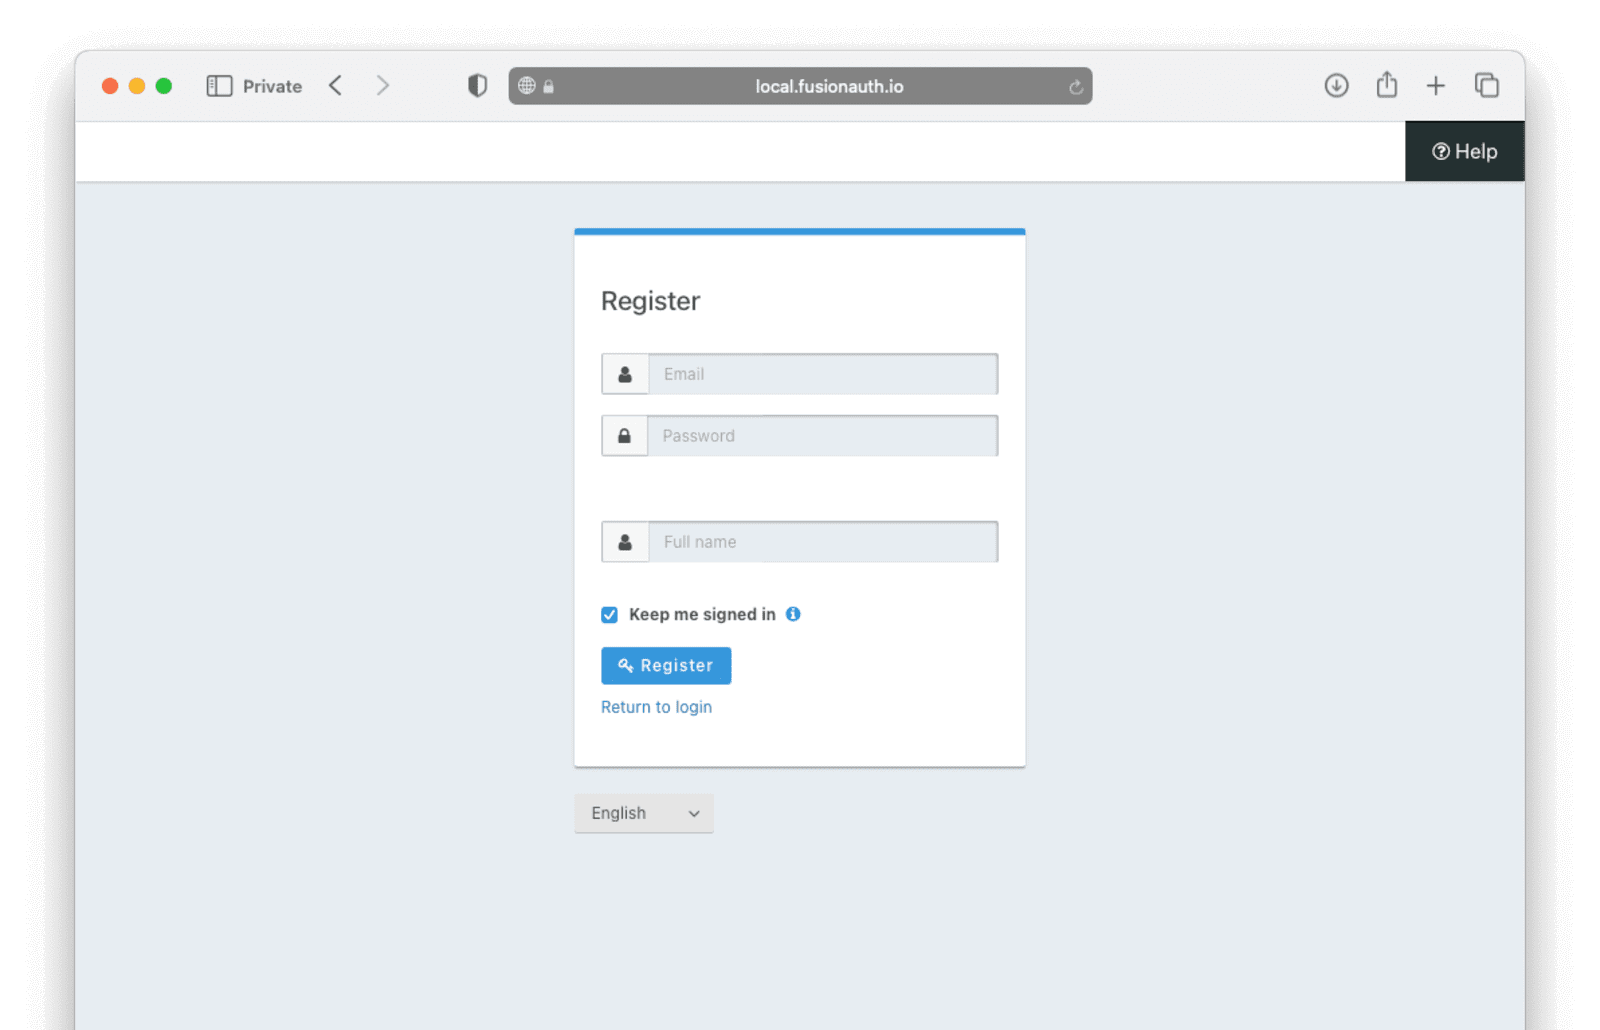 Private
local.fusionauth.io
Help
Register
Email
Password
Full name
Keep me signed in
Register
Return to login
English